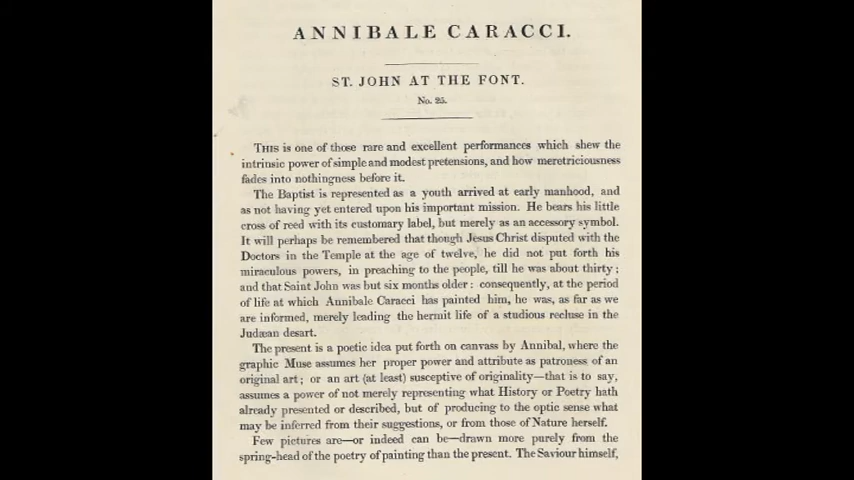 ANNIBALE CARACCI.
ST. JOHN AT THE FONT.
No. 25.
THIS is one of those rare and excellent performances which shew the
intrinsic power of simple and modest pretensions, and how meretriciousness
fades into nothingness before it.
The Baptist is represented as a youth arrived at early manhood, and
as not having yet entered upon his important mission. He bears his little
cross of reed with its customary label, but merely as an accessory symbol.
It will perhaps be remembered that though Jesus Christ disputed with the
Doctors in the Temple at the age of twelve, he did not put forth his
miraculous powers, in preaching to the people, till he was about thirty;
and that Saint John was but six months older: consequently, at the period
of life at which Annibale Caracci has painted him, he was, as far as we
are informed, merely leading the hermit life of a studious recluse in the
Judæan desart.
The present is a poetic idea put forth on canvass by Annibal, where the
graphic Muse assumes her proper power and attribute as patroness of an
original art; or an art (at least) susceptive of originality—that is to say,
assumes a power of not merely representing what History or Poetry hath
already presented or described, but of producing to the optic sense what
may be inferred from their suggestions, or from those of Nature herself.
Few pictures are—or indeed can be—drawn more purely from the
spring-head of the poetry of painting than the present. The Saviour himself,